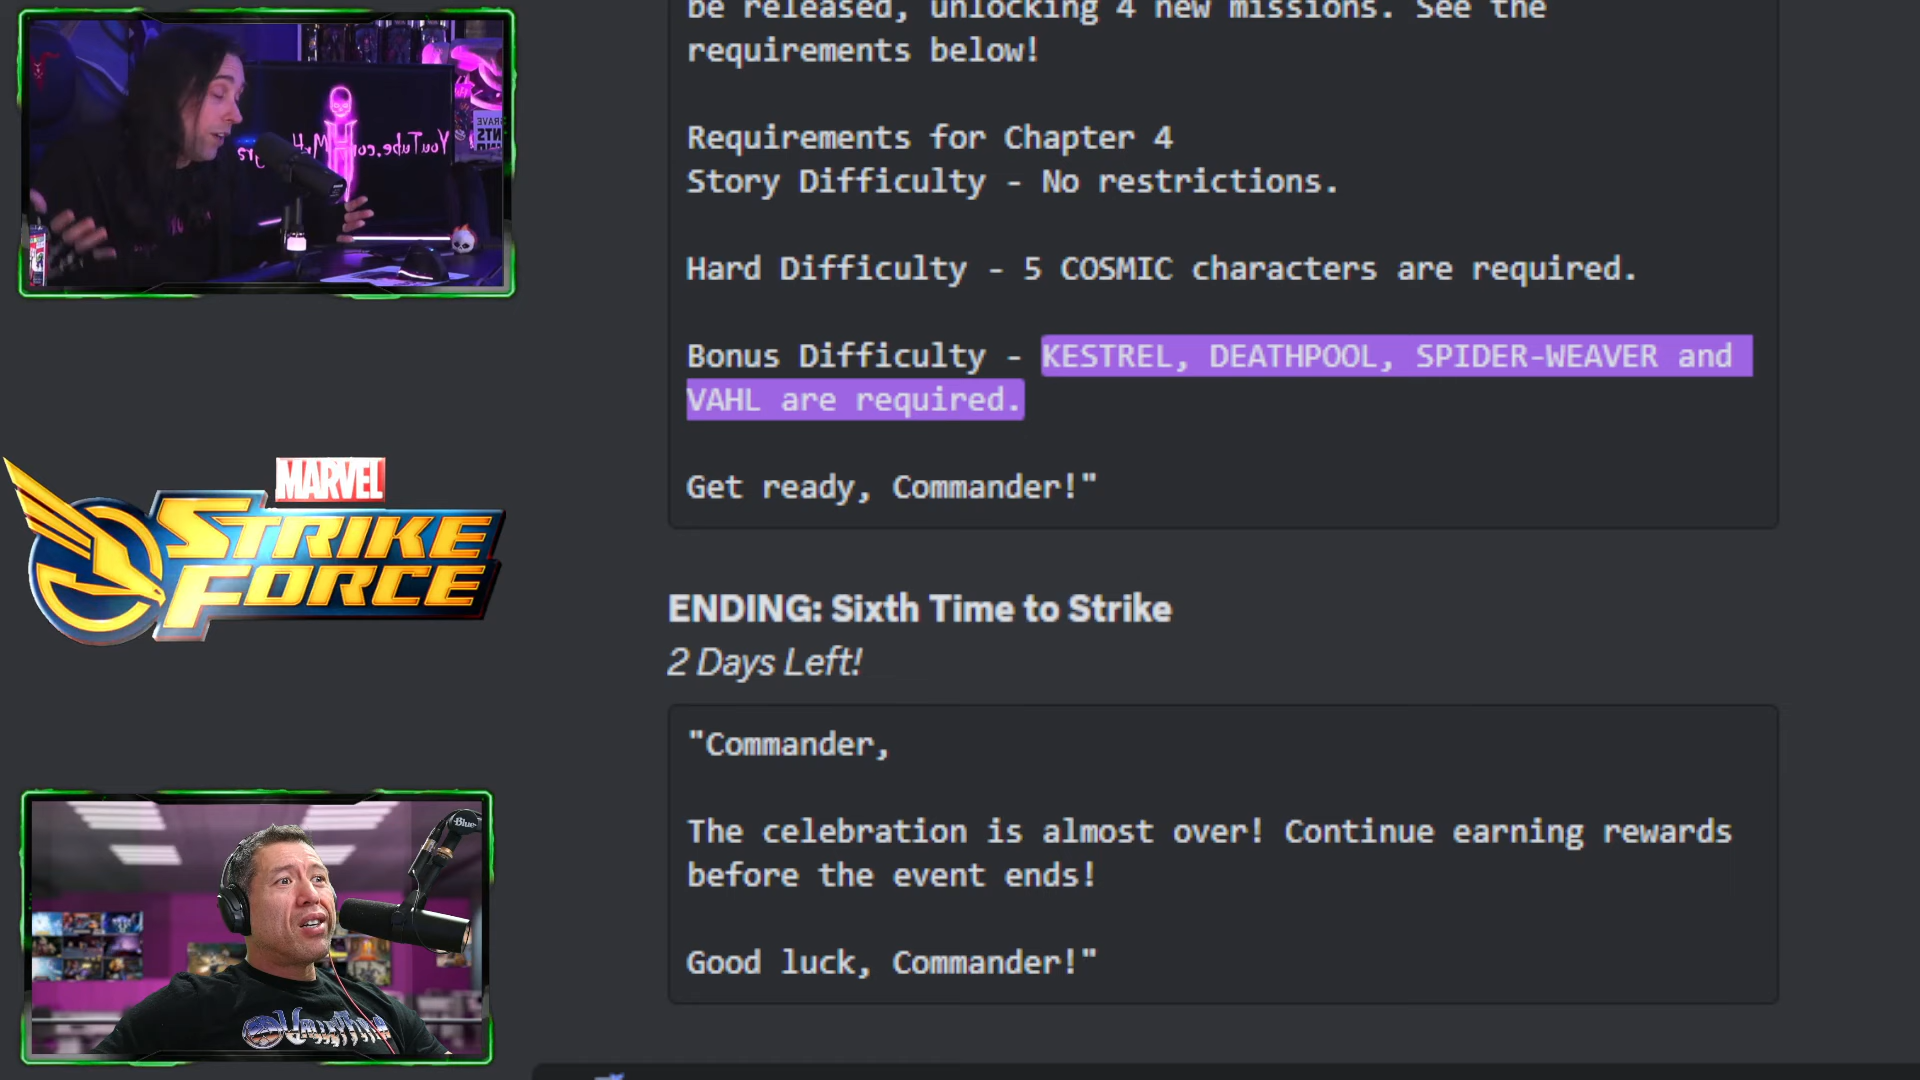 be released, unlocking 4 new missions. See the
requirements below!
Requirements for Chapter 4
Story Difficulty - No restrictions.
Hard Difficulty - 5 COSMIC characters are required.
Bonus Difficulty - KESTREL, DEATHPOOL, SPIDER-WEAVER and
VAHL are required.
Get ready, Commander!"
ENDING: Sixth Time to Strike
2 Days Left!
"Commander,
The celebration is almost over! Continue earning rewards
before the event ends!
Good luck, Commander!"
MARVEL
STRIKE
FORCE
Blue